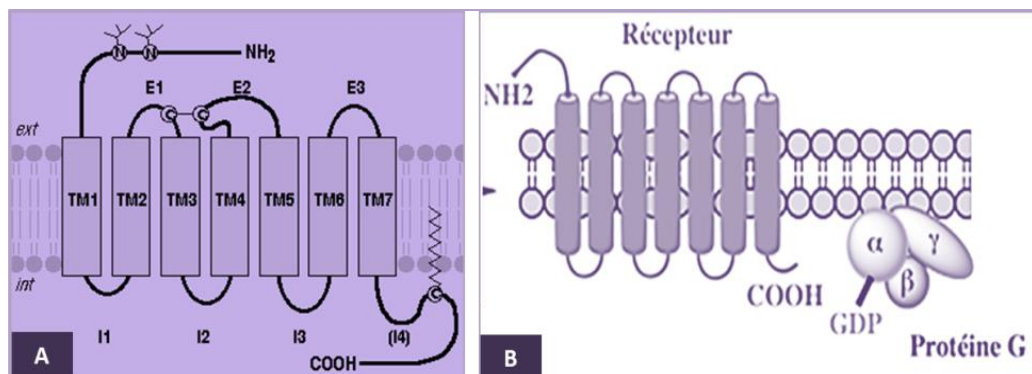 N N NH2
E1 E2 E3
C C
ext
TM1 TM2 TM3 TM4 TM5 TM6 TM7
int
C
I1 I2 I3 (I4)
COOH
A
Récepteur
NH2
α γ
β
COOH
GDP
Protéine G
B